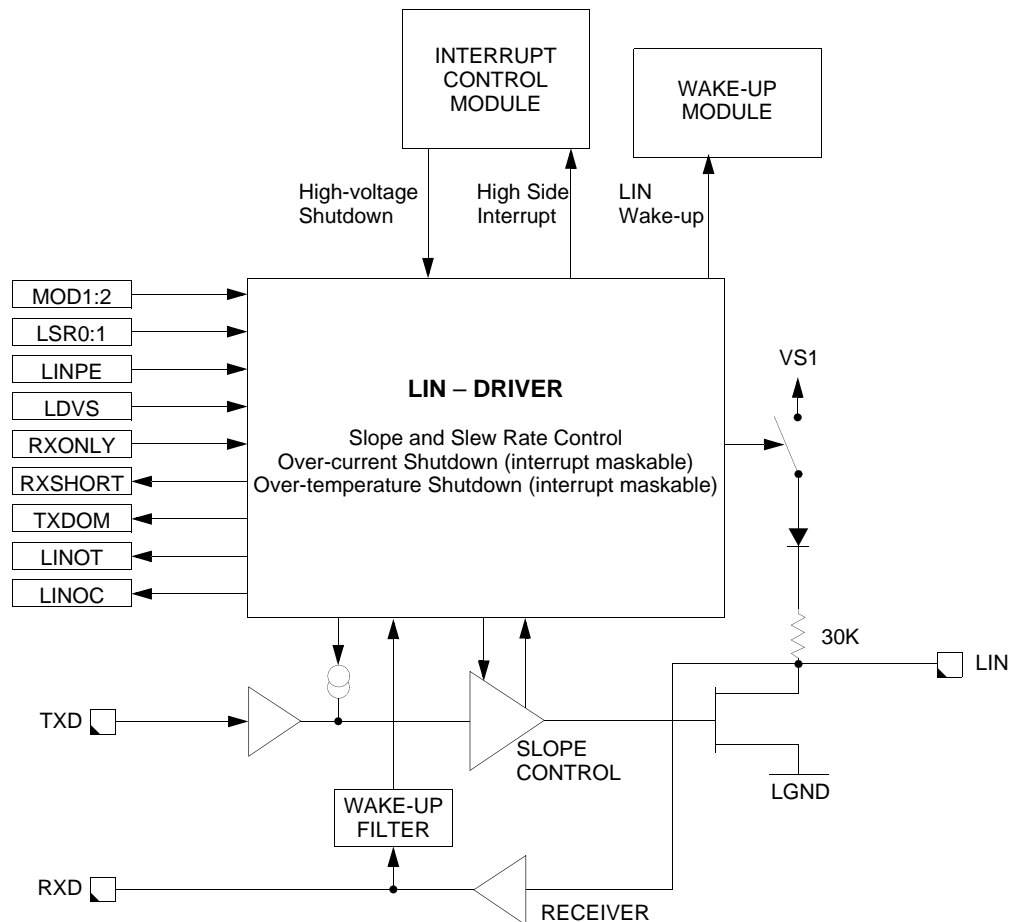 INTERRUPT
CONTROL
MODULE
WAKE-UP
MODULE
High-voltage
Shutdown
High Side
Interrupt
LIN
Wake-up
MOD1:2
LSR0:1
LINPE
LDVS
RXONLY
RXSHORT
TXDOM
LINOT
LINOC
LIN – DRIVER
Slope and Slew Rate Control
Over-current Shutdown (interrupt maskable)
Over-temperature Shutdown (interrupt maskable)
VS1
30K
LIN
TXD
SLOPE
CONTROL
LGND
WAKE-UP
FILTER
RXD
RECEIVER